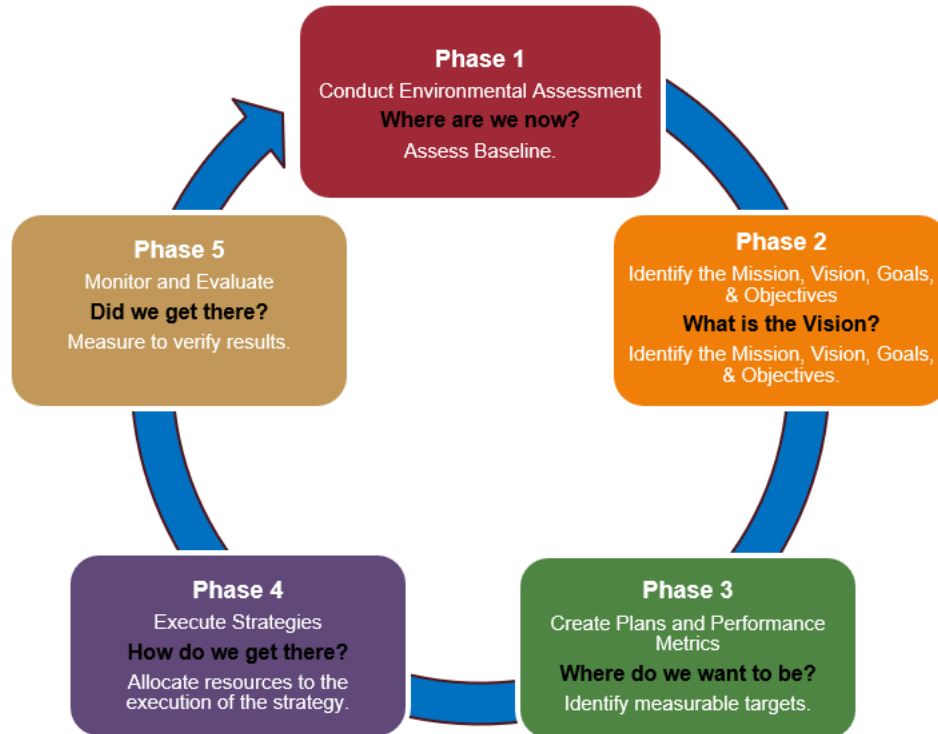 Phase 1
Conduct Environmental Assessment
Where are we now?
Assess Baseline.
Phase 2
Identify the Mission, Vision, Goals,
& Objectives
What is the Vision?
Identify the Mission, Vision, Goals,
& Objectives.
Phase 3
Create Plans and Performance
Metrics
Where do we want to be?
Identify measurable targets.
Phase 4
Execute Strategies
How do we get there?
Allocate resources to the
execution of the strategy.
Phase 5
Monitor and Evaluate
Did we get there?
Measure to verify results.